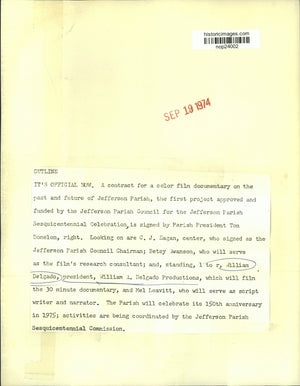 historicimages.com
nop24002
SEP 19 1974
OUTLINE
IT'S OFFICIAL NOW. A contract for a color film documentary on the
past and future of Jefferson Parish, the first project approved and
funded by the Jefferson Parish Council for the Jefferson Parish
Sesquicentennial Celebration, is signed by Parish President Tom
Donelon, right. Looking on are C. J. Eagan, center, who signed as the
Jefferson Parish Council Chairman; Betsy Swanson, who will serve
as the film's research consultant; and, standing, l to r, William
Delgado, president, William A. Delgado Productions, which will film
the 30 minute documentary, and Mel Leavitt, who will serve as script
writer and narrator. The Parish will celebrate its 150th anniversary
in 1975; activities are being coordinated by the Jefferson Parish
Sesquicentennial Commission.